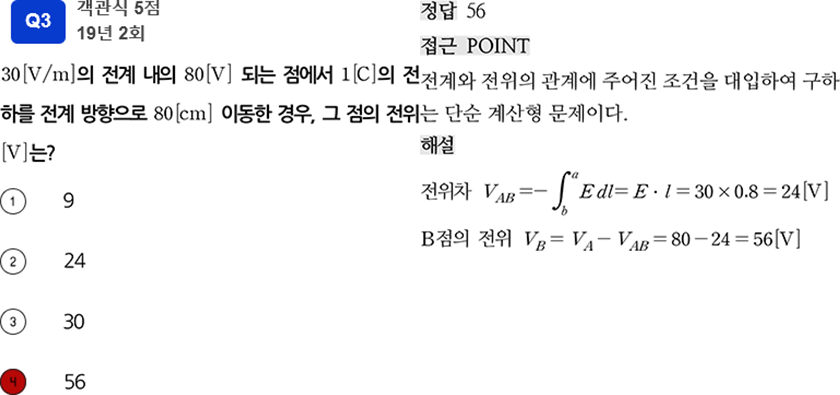 Q3
객관식 5점
19년 2회
30[V/m]의 전계 내의 80[V] 되는 점에서 1[C]의 전
하를 전계 방향으로 80[cm] 이동한 경우, 그 점의 전위
[V]는?
① 9
② 24
③ 30
④ 56
정답 56
접근 POINT
전계와 전위의 관계에 주어진 조건을 대입하여 구하
는 단순 계산형 문제이다.
해설
전위차 V_{AB}=-∫_b^a E dl= E · l = 30×0.8 = 24[V]
B점의 전위 V_B = V_A - V_{AB} = 80-24 = 56[V]